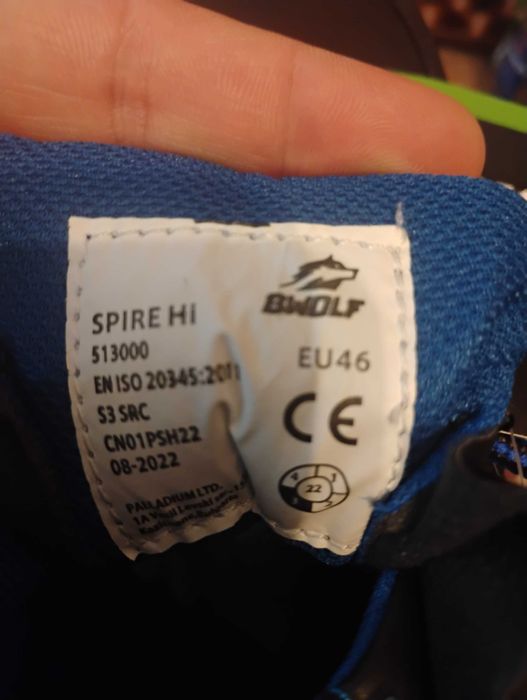 SPIRE Hi
513000
EN ISO 20345:2011
S3 SRC
CN01PSH22
08-2022
PALLADIUM LTD.
BWOLF
EU46
CE
22